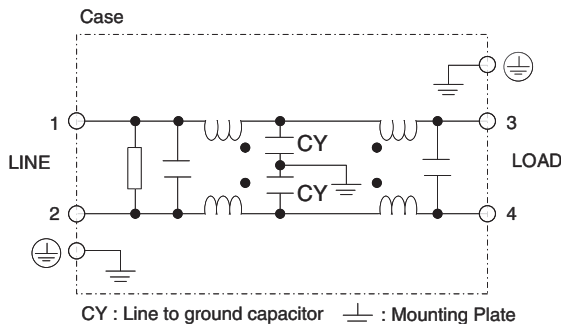 Case
1
3
CY
LINE
LOAD
CY
2
4
CY : Line to ground capacitor : Mounting Plate